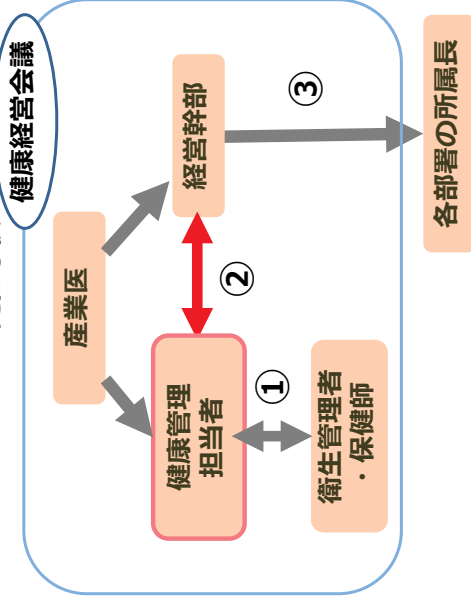 健康経営会議
産業医
健康管理
担当者
経営幹部
②
③
①
衛生管理者
・保健師
各部署の所属長